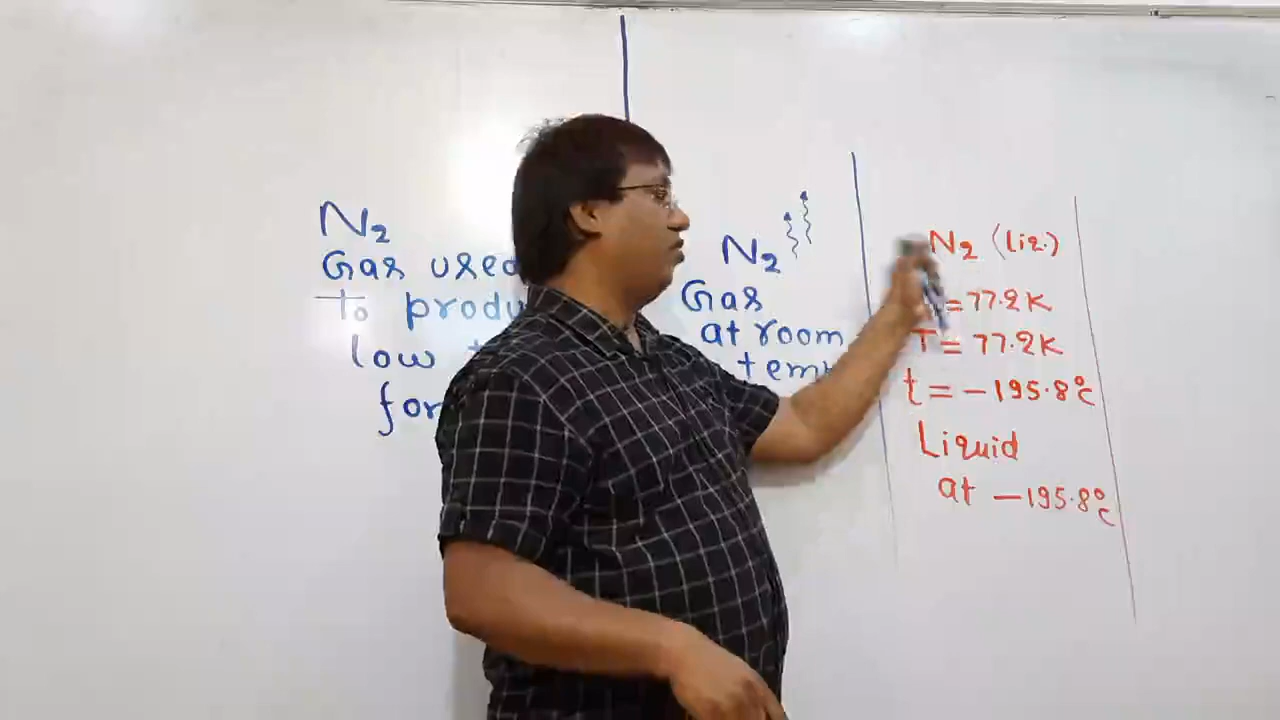 N2
Gas used
To produ
low
for
N2
Gas
at room
temp
N2 (liq.)
= 77.2K
T = 77.2K
t = -195.8°C
Liquid
at -195.8°C